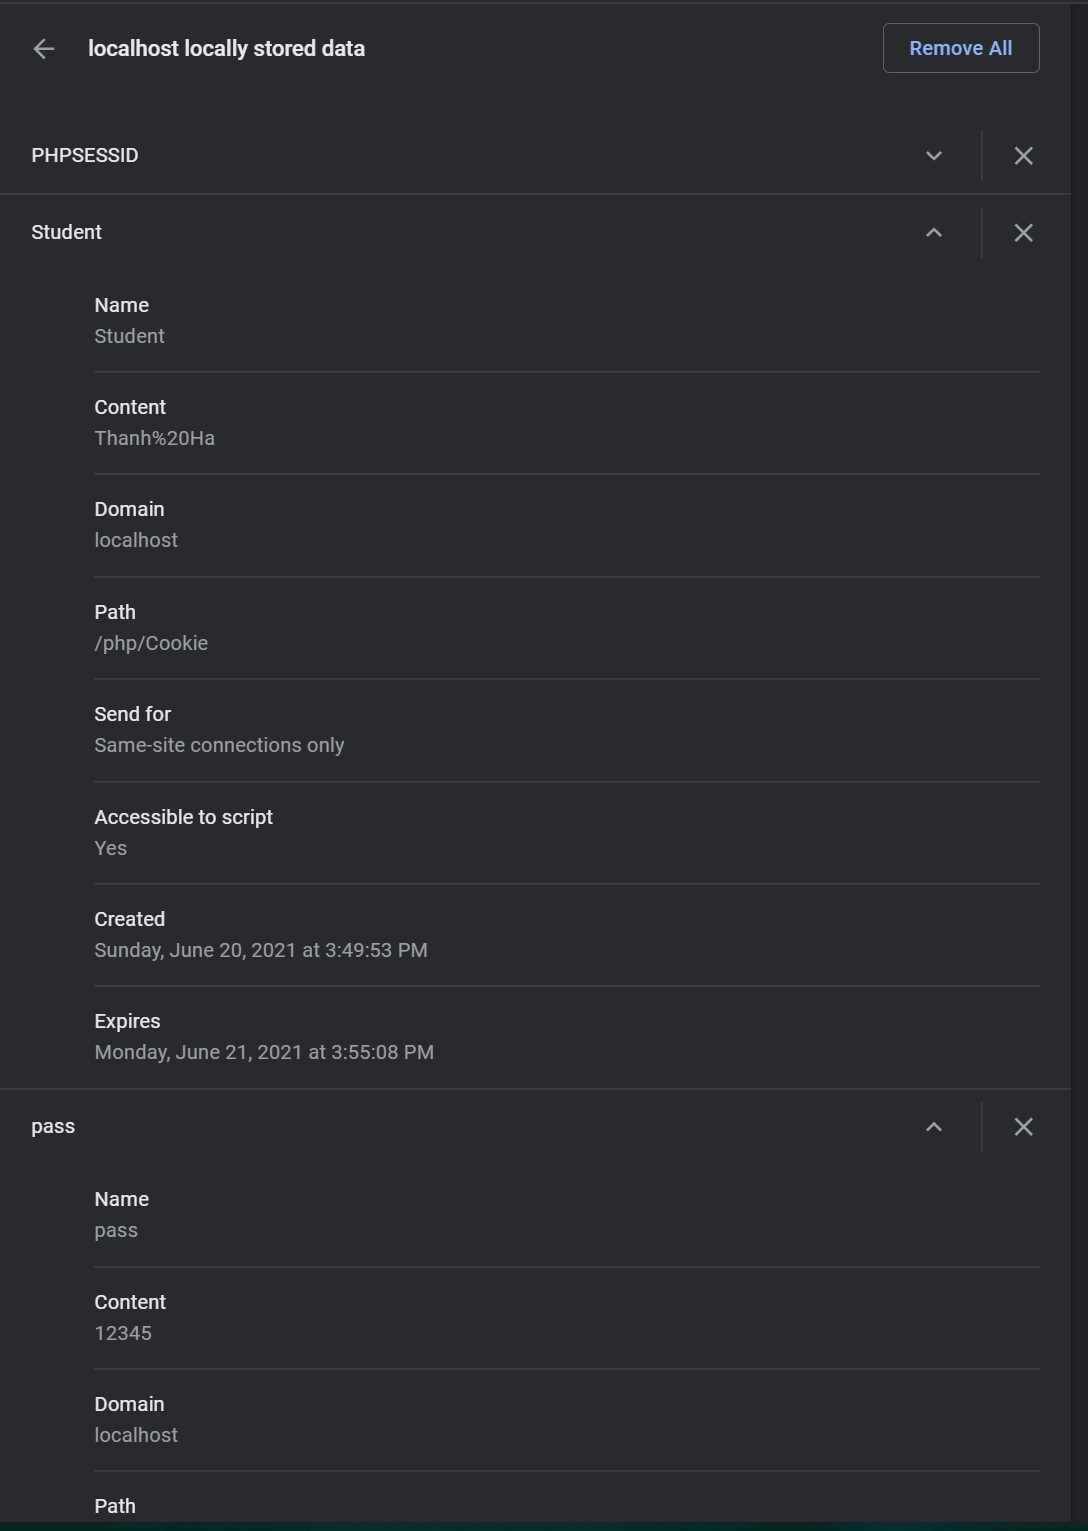 localhost locally stored data
Remove All
PHPSESSID
Student
Name
Student
Content
Thanh%20Ha
Domain
localhost
Path
/php/Cookie
Send for
Same-site connections only
Accessible to script
Yes
Created
Sunday, June 20, 2021 at 3:49:53 PM
Expires
Monday, June 21, 2021 at 3:55:08 PM
pass
Name
pass
Content
12345
Domain
localhost
Path